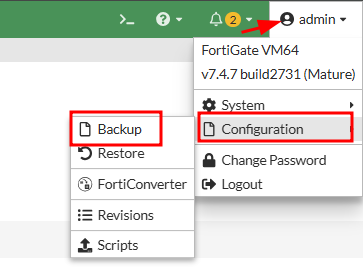 >_
?
2
admin
FortiGate VM64
v7.4.7 build2731 (Mature)
System
Configuration
Change Password
Logout
Backup
Restore
FortiConverter
Revisions
Scripts